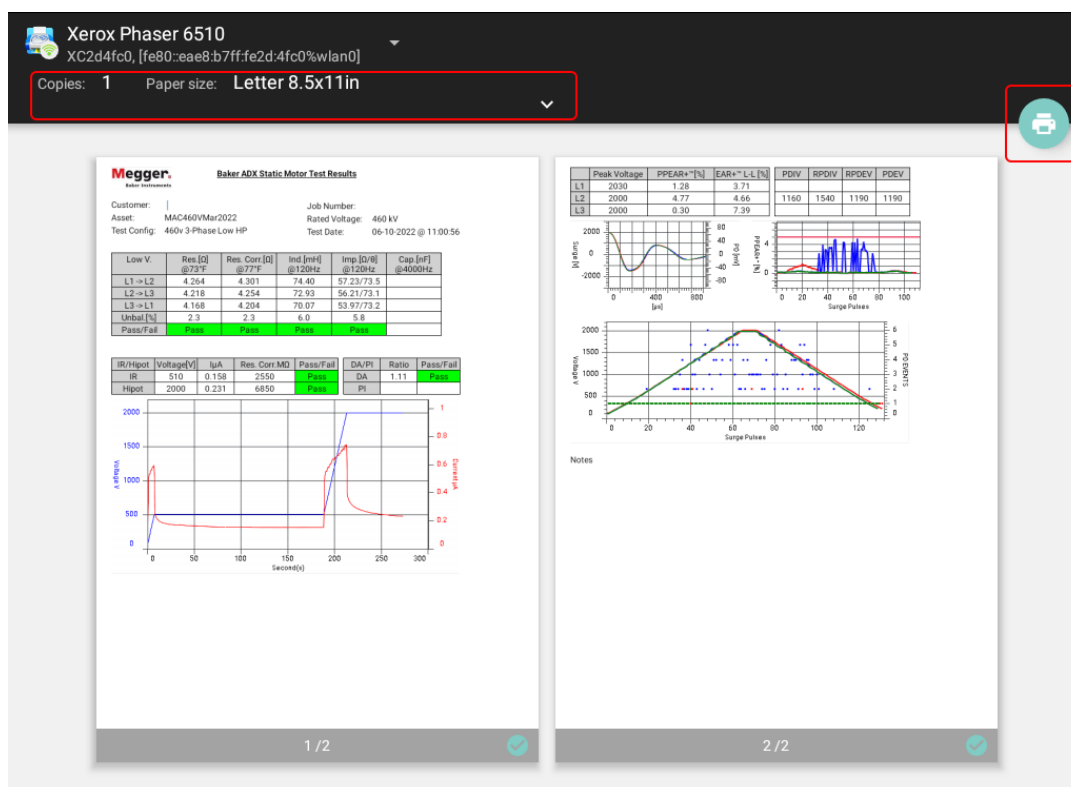 Xerox Phaser 6510
XC2d4fc0, [fe80::eae8:b7ff:fe2d:4fc0%wlan0]
Copies: 1 Paper size: Letter 8.5x11in
Megger.
Baker Instruments
Baker ADX Static Motor Test Results
Customer:
Job Number:
Asset: MAC460VMar2022
Rated Voltage: 460 kV
Test Config: 460v 3-Phase Low HP
Test Date: 06-10-2022 @ 11:00:56
Low V. Res.[Ω] @73°F Res. Corr.[Ω] @77°F Ind.[mH] @120Hz Imp.[Ω/θ] @120Hz Cap.[nF] @4000Hz
L1->L2 4.264 4.301 74.40 57.23/73.5
L2->L3 4.218 4.254 72.93 56.21/73.1
L3->L1 4.168 4.204 70.07 53.97/73.2
Unbal.[%] 2.3 2.3 6.0 5.8
Pass/Fail Pass Pass Pass Pass
IR/Hipot Voltage[V] IµA Res. Corr.MΩ Pass/Fail
IR 510 0.158 2550 Pass
Hipot 2000 0.231 6850 Pass
DA/PI Ratio Pass/Fail
DA 1.11 Pass
PI
2000
1500
1000
500
0
Voltage V
1
0.8
0.6
0.4
0.2
0
Current µA
0 50 100 150 200 250 300
Second(s)
1 /2
Peak Voltage PPEAR+™[%] EAR+™ L-L [%]
L1 2030 1.28 3.71
L2 2000 4.77 4.66
L3 2000 0.30 7.39
PDIV RPDIV RPDEV PDEV
1160 1540 1190 1190
2000
0
-2000
Surge [V]
80
40
0
-40
-80
PD [mV]
0 400 800
[µs]
PPEAR+™[%]
4
0
0 20 40 60 80 100
Surge Pulses
2000
1500
1000
500
0
Voltage V
6
5
4
3
2
1
0
PD EVENTS
0 20 40 60 80 100 120
Surge Pulses
Notes
2 /2